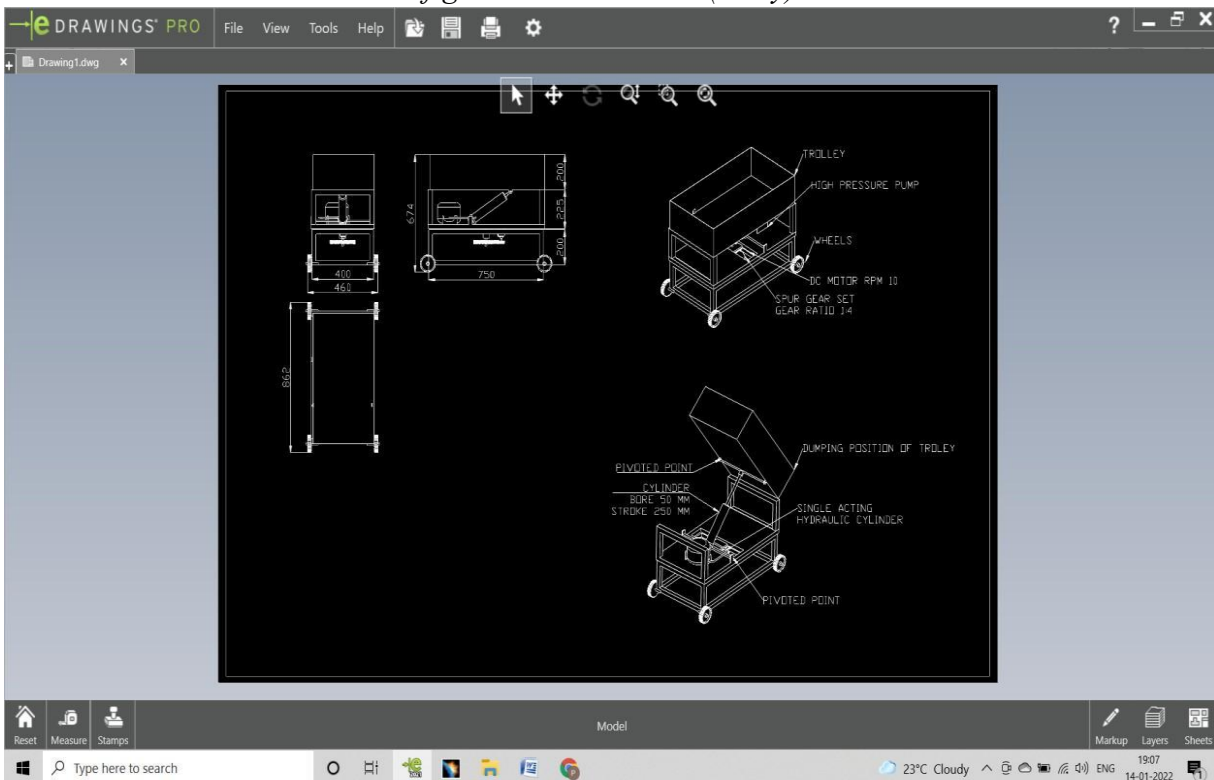 eDRAWINGS® PRO
File View Tools Help
?
Drawing1.dwg x
674
200
225
200
400
460
750
862
TROLLEY
HIGH PRESSURE PUMP
WHEELS
DC MOTOR RPM 10
SPUR GEAR SET
GEAR RATIO 1:4
DUMPING POSITION OF TROLEY
PIVOTED POINT
CYLINDER
BORE 50 MM
STROKE 250 MM
SINGLE ACTING
HYDRAULIC CYLINDER
PIVOTED POINT
Reset Measure Stamps
Model
Markup Layers Sheets
Type here to search
23°C Cloudy
ENG
19:07
14-01-2022